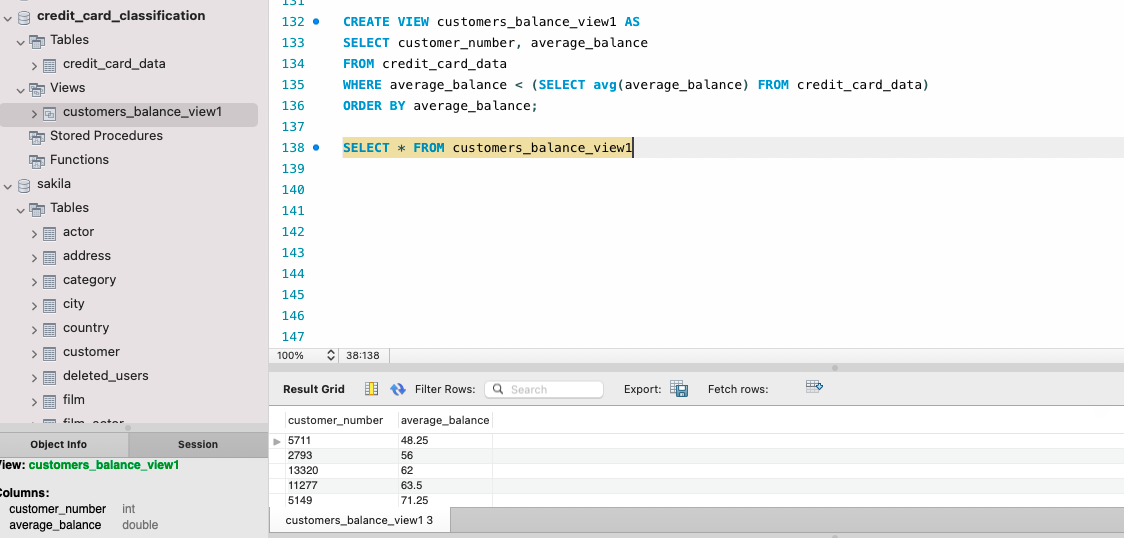 credit_card_classification
Tables
credit_card_data
Views
customers_balance_view1
Stored Procedures
Functions
sakila
Tables
actor
address
category
city
country
customer
deleted_users
film
film_actor
Object Info Session
View: customers_balance_view1
Columns:
customer_number int
average_balance double
131
132 CREATE VIEW customers_balance_view1 AS
133 SELECT customer_number, average_balance
134 FROM credit_card_data
135 WHERE average_balance < (SELECT avg(average_balance) FROM credit_card_data)
136 ORDER BY average_balance;
137
138 SELECT * FROM customers_balance_view1
139
140
141
142
143
144
145
146
147
100% 38:138
Result Grid Filter Rows: Search Export: Fetch rows:
customer_number average_balance
5711 48.25
2793 56
13320 62
11277 63.5
5149 71.25
customers_balance_view1 3